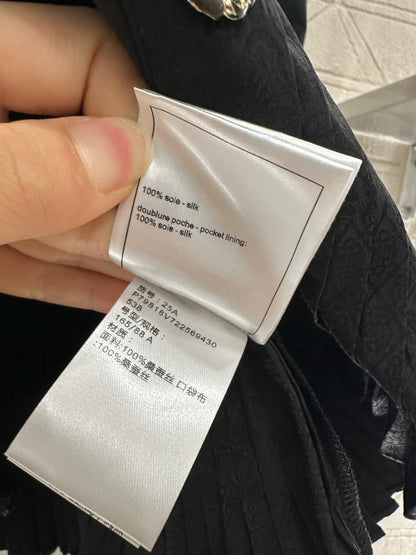 100% soie - silk
doublure poche - pocket lining:
100% soie - silk
货号：25A
P79818V722569430
538
号型/规格：
165/88A
材质：
面料:100%桑蚕丝 口袋布
:100%桑蚕丝